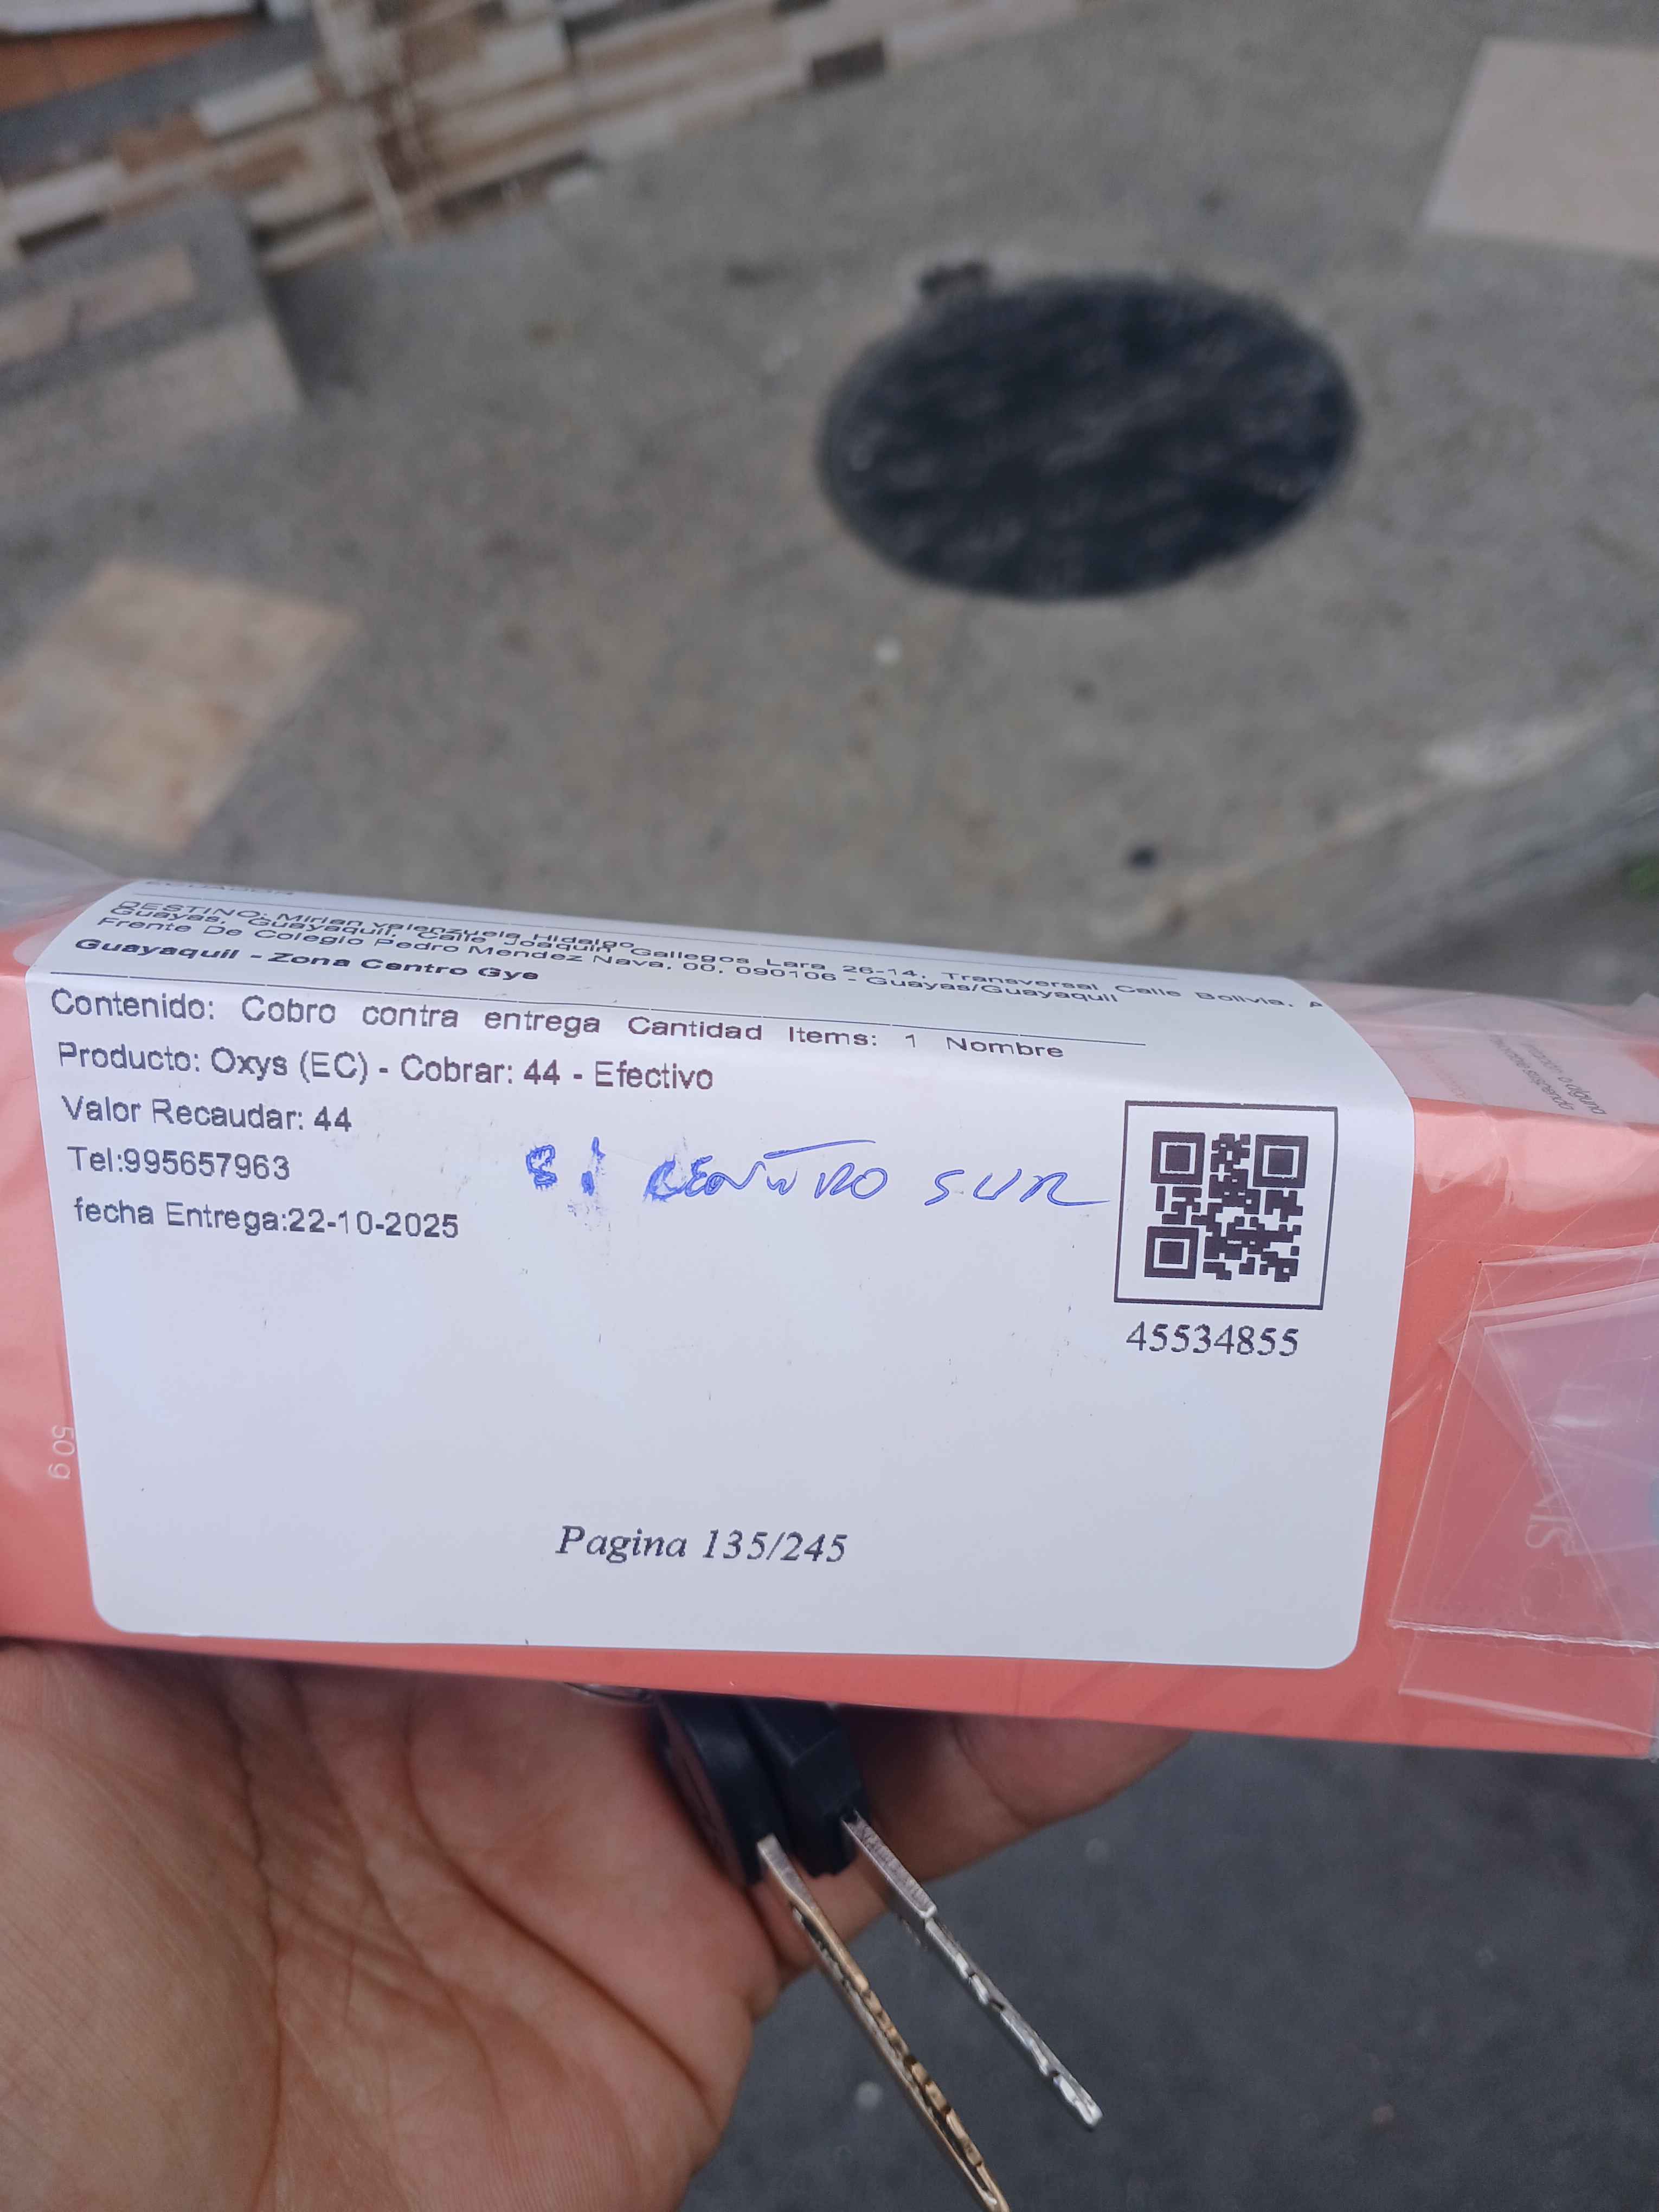 ECUADOR
DESTINO: Mirian valenzuela Hidalgo
Guayas, Guayaquil, Calle Joaquin Gallegos Lara 26-14, Transversal Calle Bolivia, A
Frente De Colegio Pedro Mendez Nava, 00, 090106 - Guayas/Guayaquil
Guayaquil - Zona Centro Gye
Contenido: Cobro contra entrega Cantidad Items: 1 Nombre
Producto: Oxys (EC) - Cobrar: 44 - Efectivo
Valor Recaudar: 44
Tel:995657963
fecha Entrega:22-10-2025
CENTRO SUR
45534855
Pagina 135/245
50 g